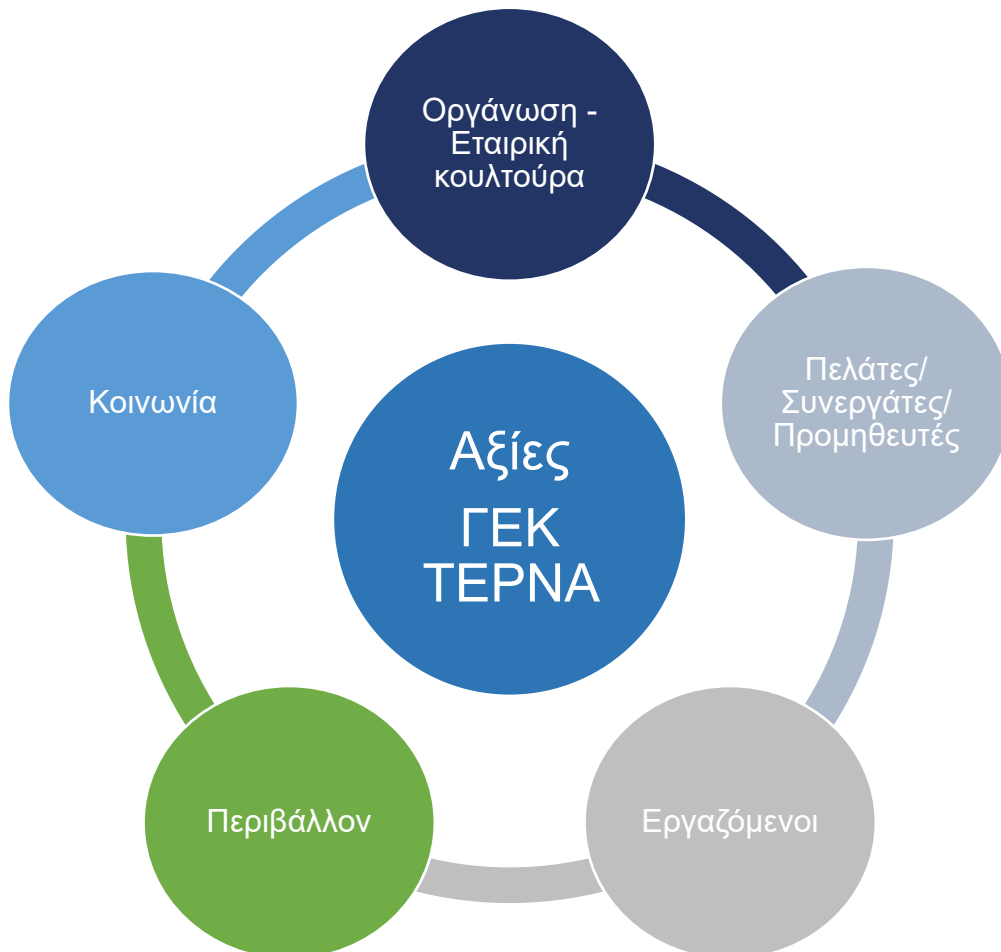 Οργάνωση -
Εταιρική
κουλτούρα
Πελάτες/
Συνεργάτες/
Προμηθευτές
Κοινωνία
Αξίες
ΓΕΚ
ΤΕΡΝΑ
Περιβάλλον
Εργαζόμενοι